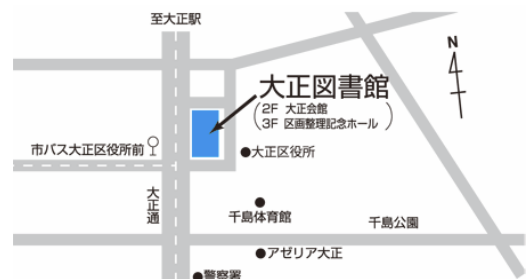 至大正駅
N
大正図書館
2F 大正会館
3F 区画整理記念ホール
市バス大正区役所前
大正区役所
大正通
千島体育館
千島公園
アゼリア大正
警察署